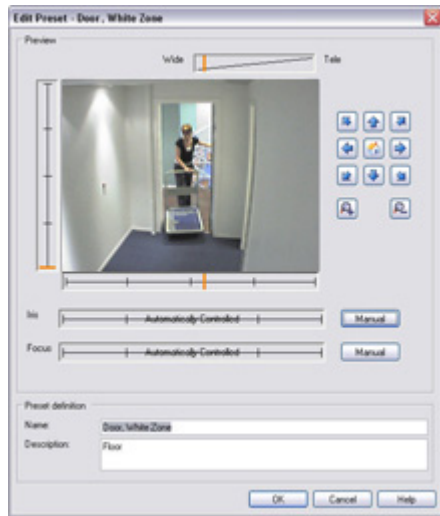 Edit Preset - Door, White Zone
Preview
Wide
Tele
Iris
Automatically Controlled
Manual
Focus
Automatically Controlled
Manual
Preset definition
Name:
Door, White Zone
Description:
Floor
OK
Cancel
Help